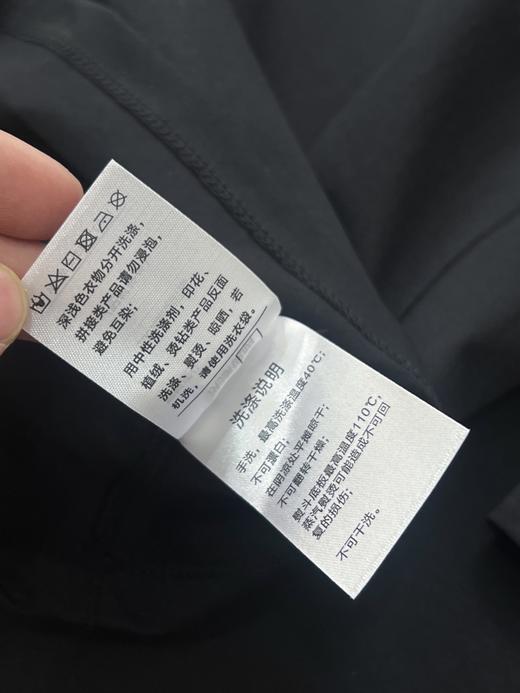 深浅色衣物分开洗涤，
拼接类产品请勿浸泡，
避免日染；
用中性洗涤剂，印花、
植绒、烫钻类产品反面
洗涤、熨烫、晾晒，若
机洗，请使用洗衣袋。
洗涤说明
手洗，最高洗涤温度40℃；
不可漂白；
在阴凉处平摊晾干；
不可翻转干燥；
熨斗底板最高温度110℃，
蒸汽熨烫可能造成不可回
复的损伤；
不可干洗。